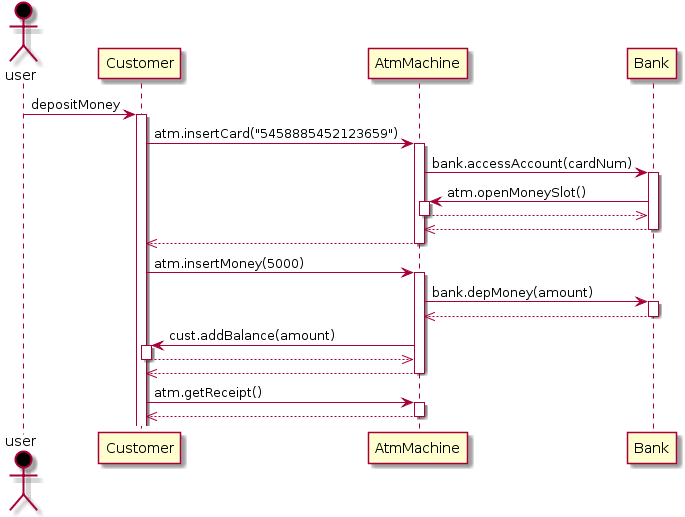 user
Customer
AtmMachine
Bank
depositMoney
atm.insertCard("5458885452123659")
bank.accessAccount(cardNum)
atm.openMoneySlot()
atm.insertMoney(5000)
bank.depMoney(amount)
cust.addBalance(amount)
atm.getReceipt()
user
Customer
AtmMachine
Bank